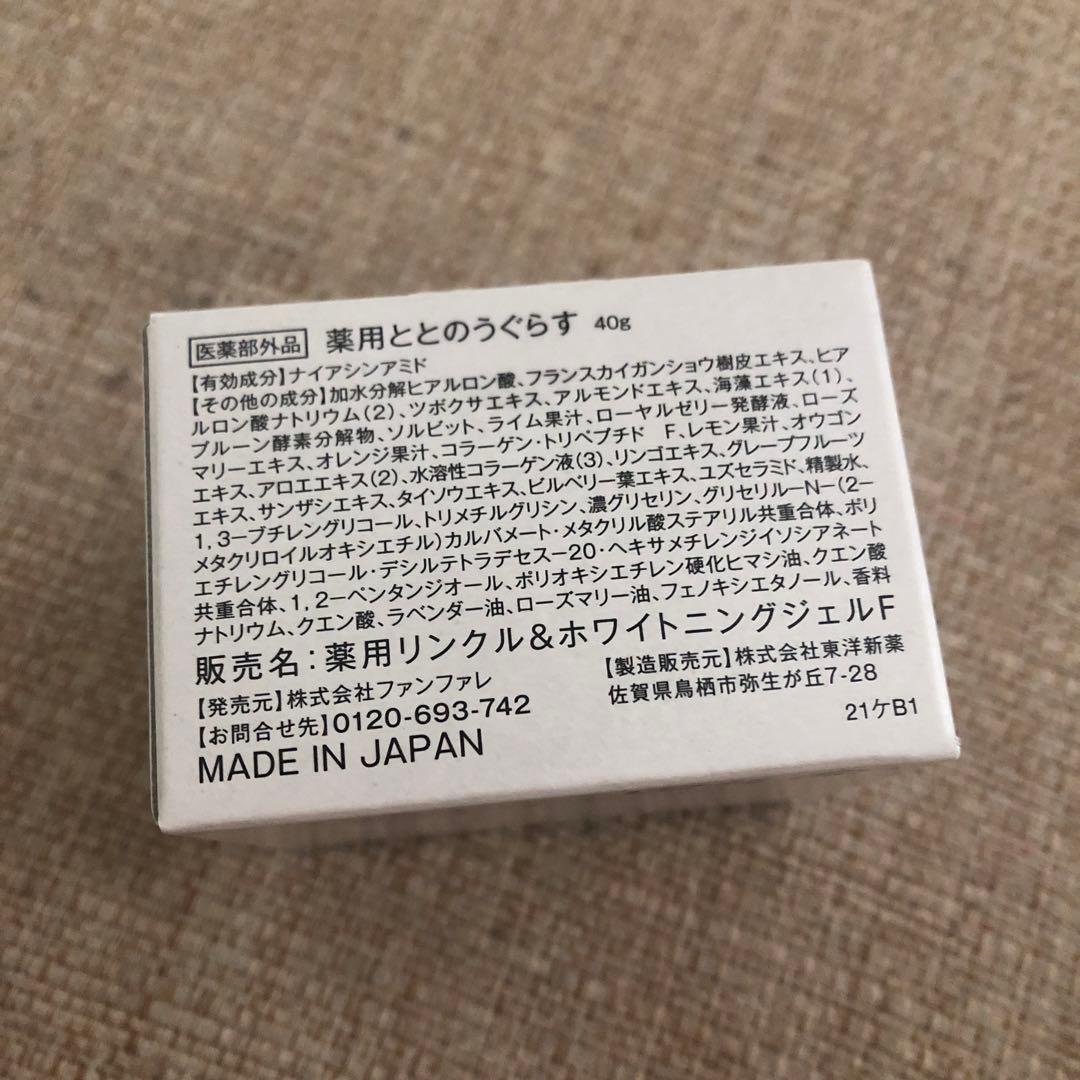 医薬部外品 薬用ととのうぐらす 40g
【有効成分】ナイアシンアミド
【その他の成分】加水分解ヒアルロン酸、フランスカイガンショウ樹皮エキス、ヒア
ルロン酸ナトリウム(2)、ツボクサエキス、アルモンドエキス、海藻エキス(1)、
プルーン酵素分解物、ソルビット、ライム果汁、ローヤルゼリー発酵液、ローズ
マリーエキス、オレンジ果汁、コラーゲン・トリペプチド F、レモン果汁、オウゴン
エキス、アロエエキス(2)、水溶性コラーゲン液(3)、リンゴエキス、グレープフルーツ
エキス、サンザシエキス、タイソウエキス、ビルベリー葉エキス、ユズセラミド、精製水、
1,3−ブチレングリコール、トリメチルグリシン、濃グリセリン、グリセリル−N−(2−
メタクリロイルオキシエチル)カルバメート・メタクリル酸ステアリル共重合体、ポリ
エチレングリコール・デシルテトラデセス−20・ヘキサメチレンジイソシアネート
共重合体、1,2−ペンタンジオール、ポリオキシエチレン硬化ヒマシ油、クエン酸
ナトリウム、クエン酸、ラベンダー油、ローズマリー油、フェノキシエタノール、香料
販売名:薬用リンクル&ホワイトニングジェルF
【発売元】株式会社ファンファレ
【お問合せ先】0120-693-742
MADE IN JAPAN
【製造販売元】株式会社東洋新薬
佐賀県鳥栖市弥生が丘7-28
21ケB1